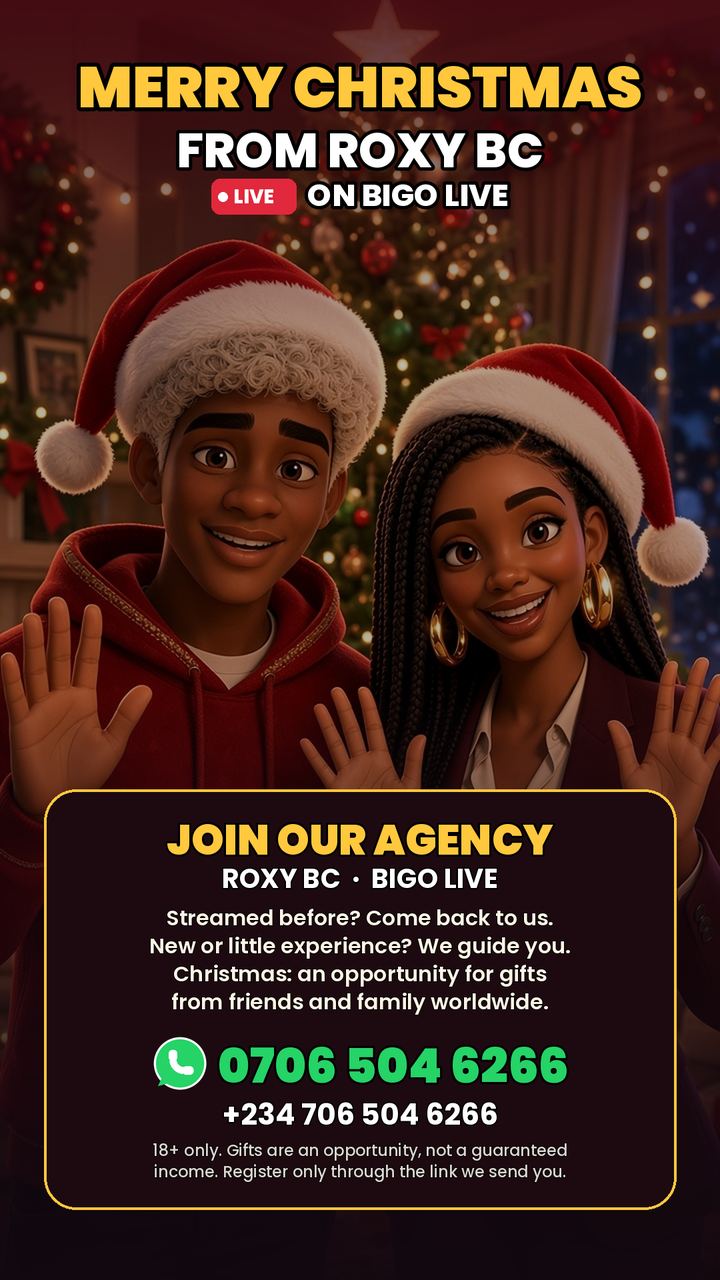 MERRY CHRISTMAS
FROM ROXY BC
LIVE ON BIGO LIVE
JOIN OUR AGENCY
ROXY BC · BIGO LIVE
Streamed before? Come back to us.
New or little experience? We guide you.
Christmas: an opportunity for gifts
from friends and family worldwide.
0706 504 6266
+234 706 504 6266
18+ only. Gifts are an opportunity, not a guaranteed
income. Register only through the link we send you.